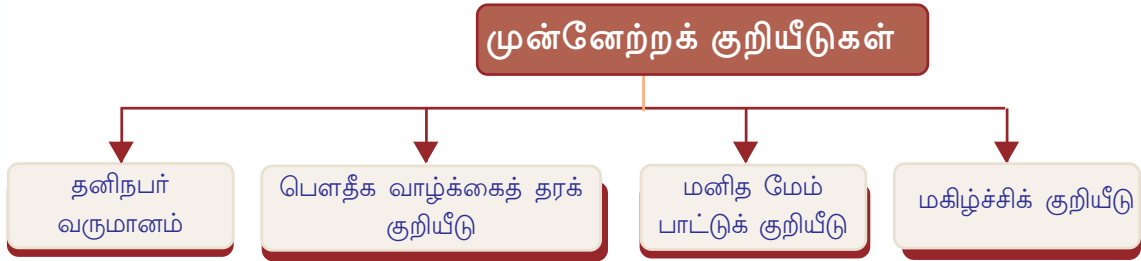 முன்னேற்றக் குறியீடுகள்
தனிநபர்
வருமானம்
பௌதீக வாழ்க்கைத் தரக்
குறியீடு
மனித மேம்
பாட்டுக் குறியீடு
மகிழ்ச்சிக் குறியீடு